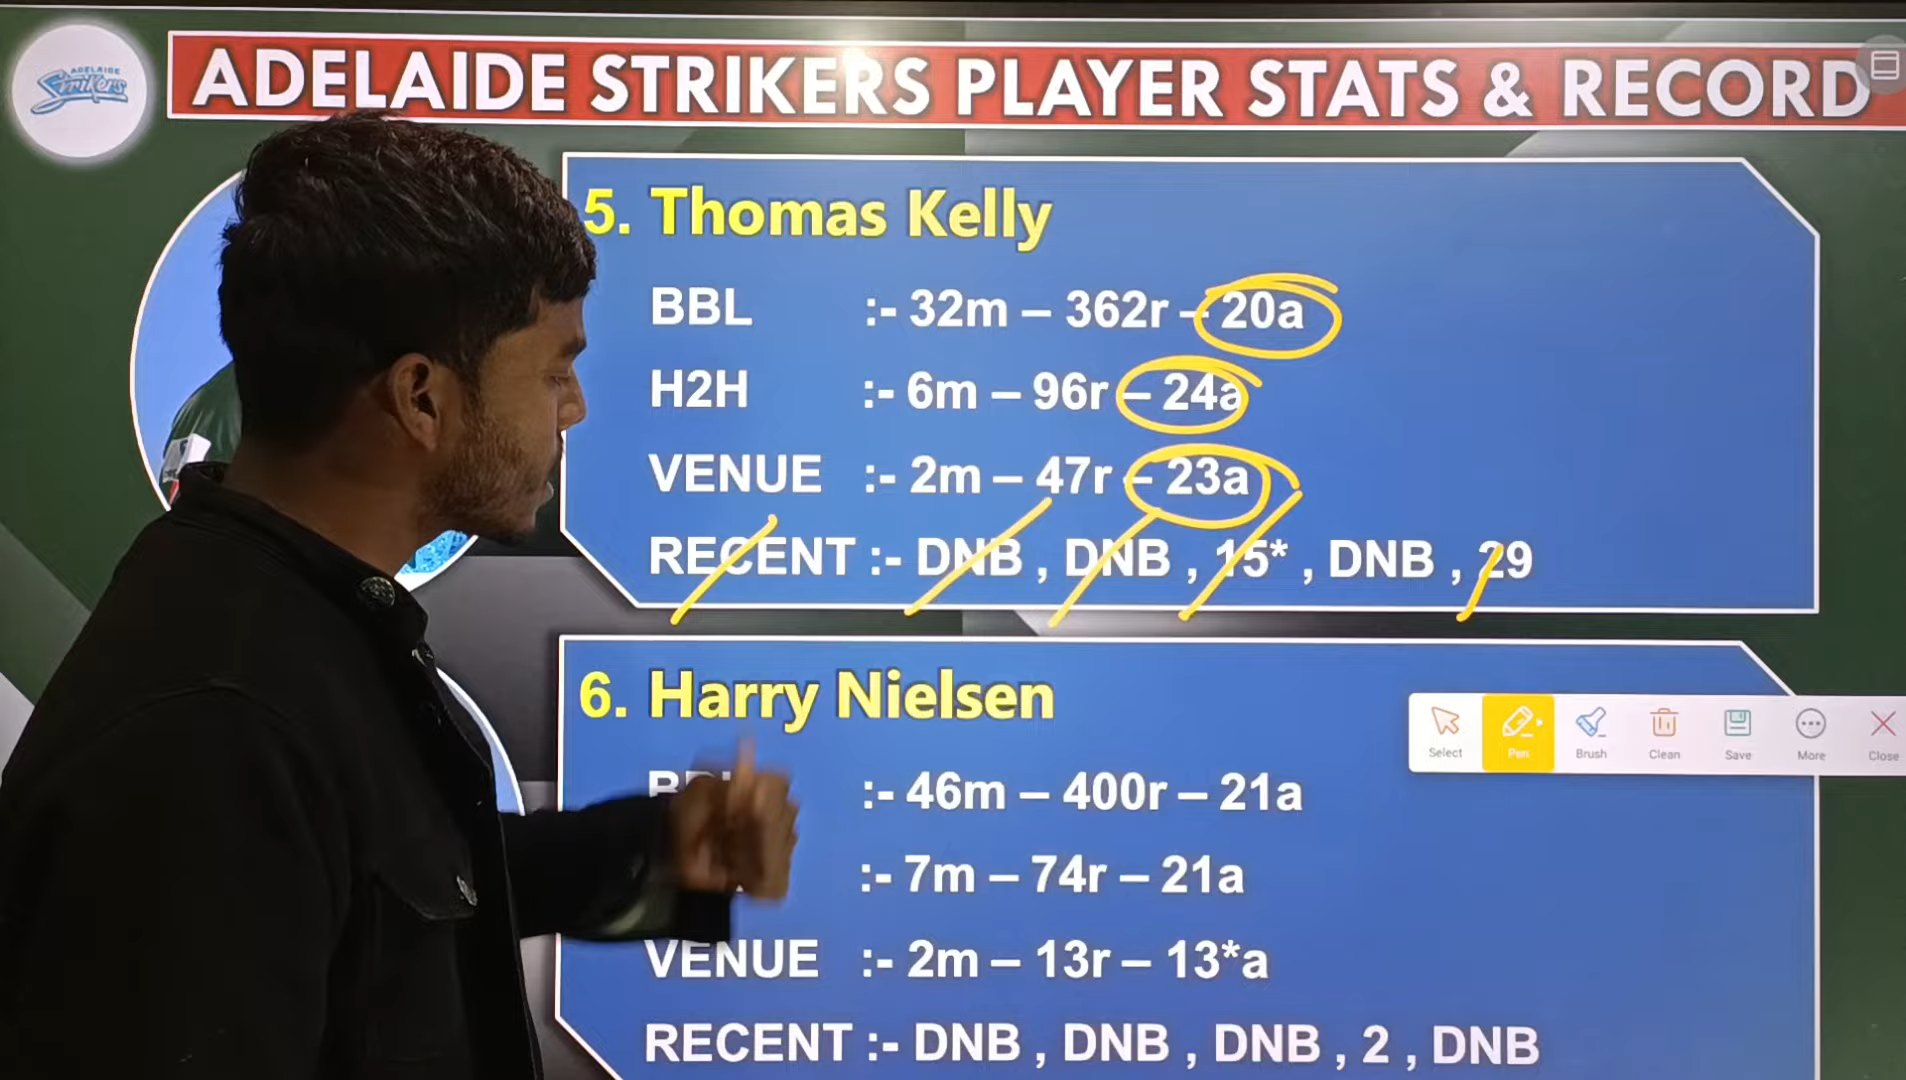 ADELAIDE
Strikers
ADELAIDE STRIKERS PLAYER STATS & RECORD
5. Thomas Kelly
BBL :- 32m – 362r – 20a
H2H :- 6m – 96r – 24a
VENUE :- 2m – 47r – 23a
RECENT :- DNB , DNB , 15* , DNB , 29
6. Harry Nielsen
Select Pen Brush Clean Save More Close
:- 46m – 400r – 21a
:- 7m – 74r – 21a
VENUE :- 2m – 13r – 13*a
RECENT :- DNB , DNB , DNB , 2 , DNB